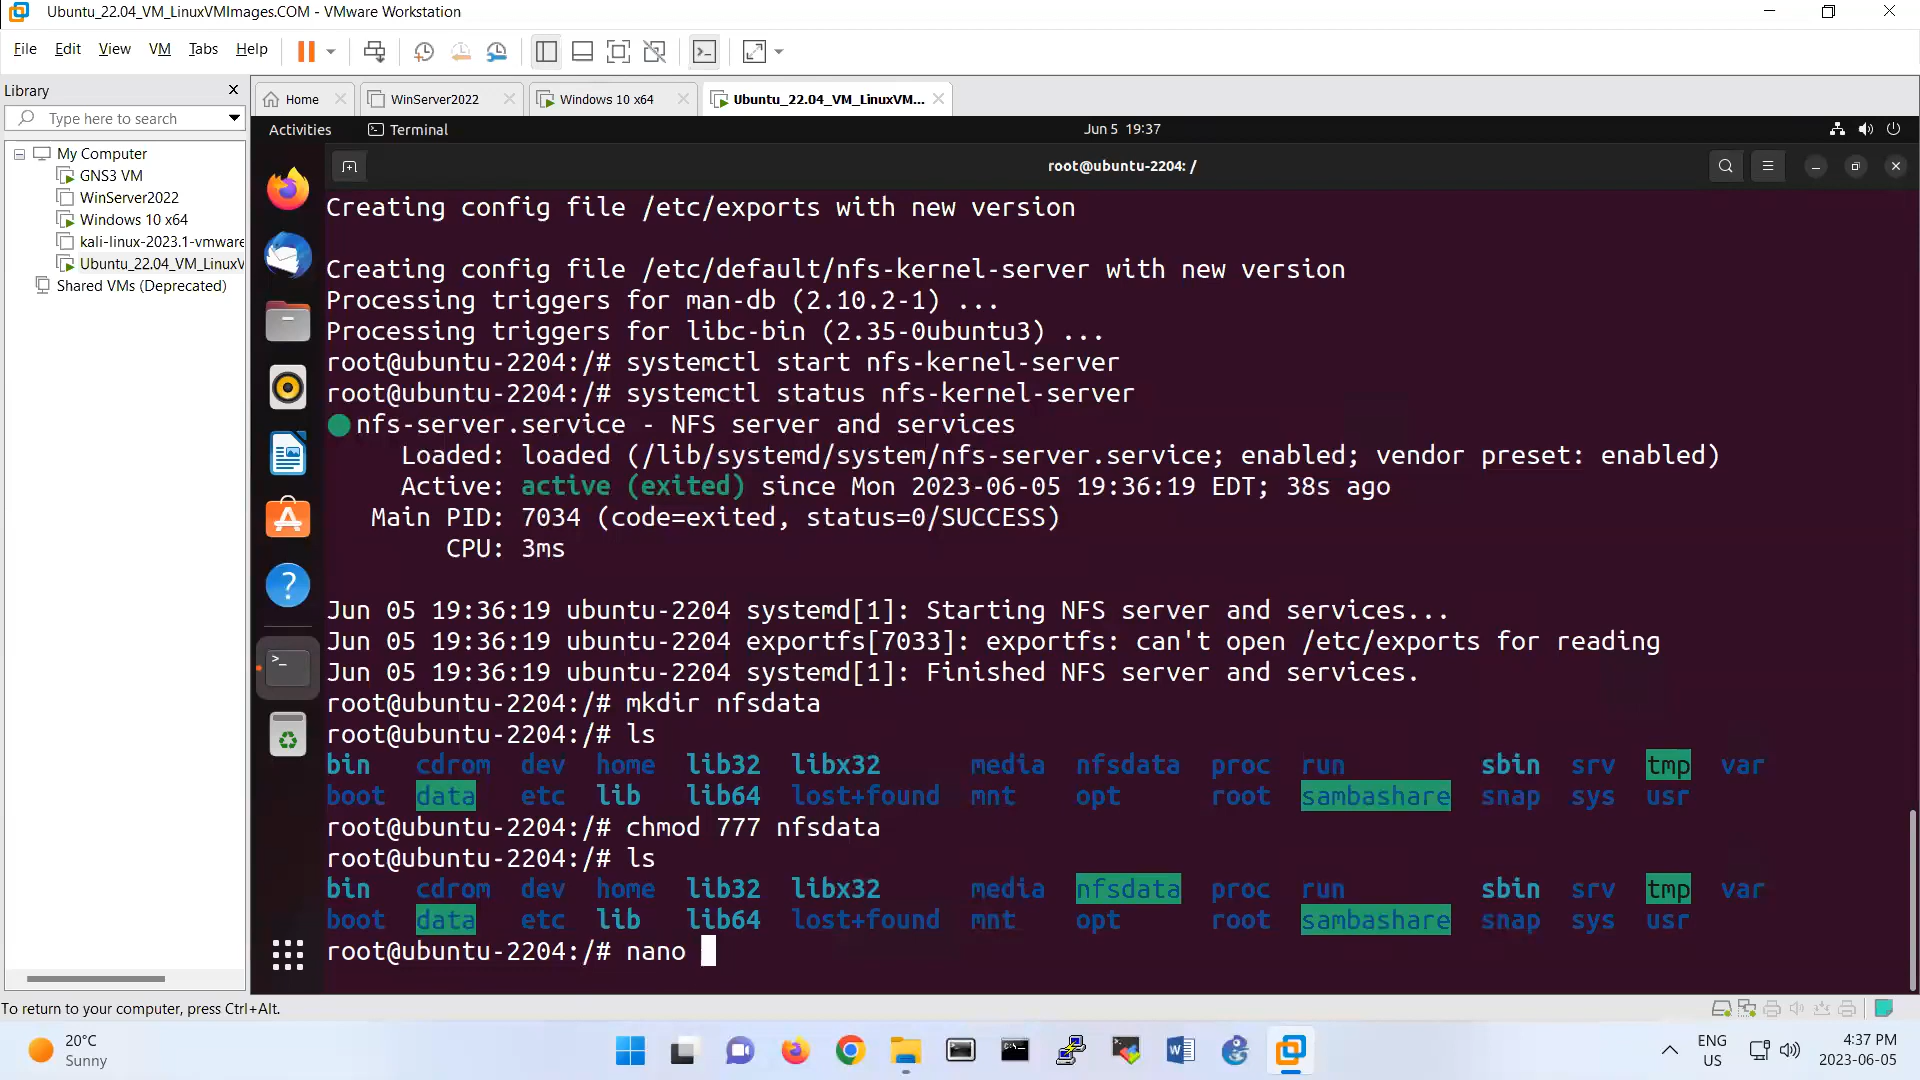 Ubuntu_22.04_VM_LinuxVMImages.COM - VMware Workstation
File Edit View VM Tabs Help
Library
Type here to search
My Computer
GNS3 VM
WinServer2022
Windows 10 x64
kali-linux-2023.1-vmware
Ubuntu_22.04_VM_LinuxV
Shared VMs (Deprecated)
Home WinServer2022 Windows 10 x64 Ubuntu_22.04_VM_LinuxVM...
Activities Terminal Jun 5 19:37
root@ubuntu-2204: /
Creating config file /etc/exports with new version
Creating config file /etc/default/nfs-kernel-server with new version
Processing triggers for man-db (2.10.2-1) ...
Processing triggers for libc-bin (2.35-0ubuntu3) ...
root@ubuntu-2204:/# systemctl start nfs-kernel-server
root@ubuntu-2204:/# systemctl status nfs-kernel-server
nfs-server.service - NFS server and services
Loaded: loaded (/lib/systemd/system/nfs-server.service; enabled; vendor preset: enabled)
Active: active (exited) since Mon 2023-06-05 19:36:19 EDT; 38s ago
Main PID: 7034 (code=exited, status=0/SUCCESS)
CPU: 3ms
Jun 05 19:36:19 ubuntu-2204 systemd[1]: Starting NFS server and services...
Jun 05 19:36:19 ubuntu-2204 exportfs[7033]: exportfs: can't open /etc/exports for reading
Jun 05 19:36:19 ubuntu-2204 systemd[1]: Finished NFS server and services.
root@ubuntu-2204:/# mkdir nfsdata
root@ubuntu-2204:/# ls
bin cdrom dev home lib32 libx32 media nfsdata proc run sbin srv tmp var
boot data etc lib lib64 lost+found mnt opt root sambashare snap sys usr
root@ubuntu-2204:/# chmod 777 nfsdata
root@ubuntu-2204:/# ls
bin cdrom dev home lib32 libx32 media nfsdata proc run sbin srv tmp var
boot data etc lib lib64 lost+found mnt opt root sambashare snap sys usr
root@ubuntu-2204:/# nano
To return to your computer, press Ctrl+Alt.
20°C
Sunny
ENG
US
4:37 PM
2023-06-05